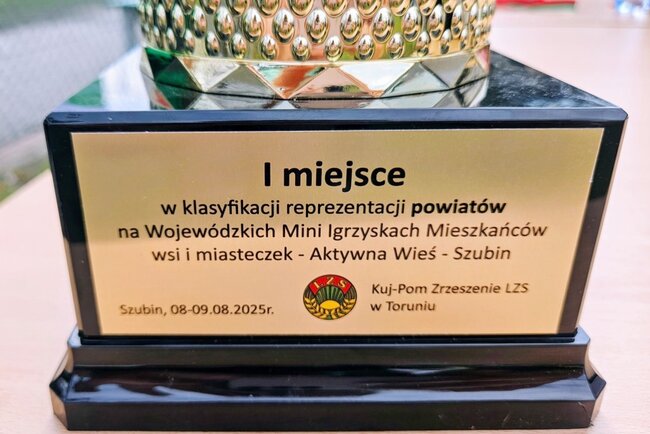 I miejsce
w klasyfikacji reprezentacji powiatów
na Wojewódzkich Mini Igrzyskach Mieszkańców
wsi i miasteczek - Aktywna Wieś - Szubin
LZS
Kuj-Pom Zrzeszenie LZS
w Toruniu
Szubin, 08-09.08.2025r.